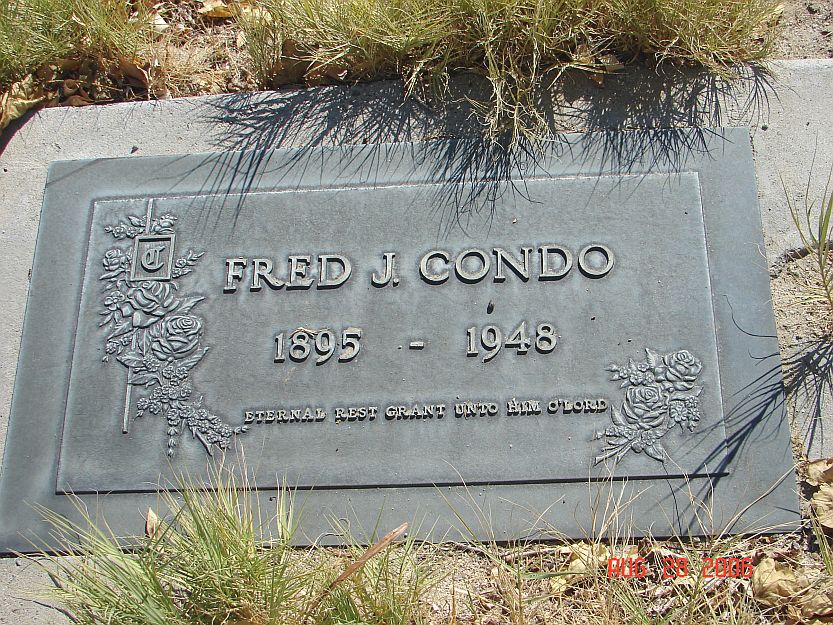 C
FRED J. CONDO
1895 - 1948
ETERNAL REST GRANT UNTO HIM O'LORD
AUG 28 2006